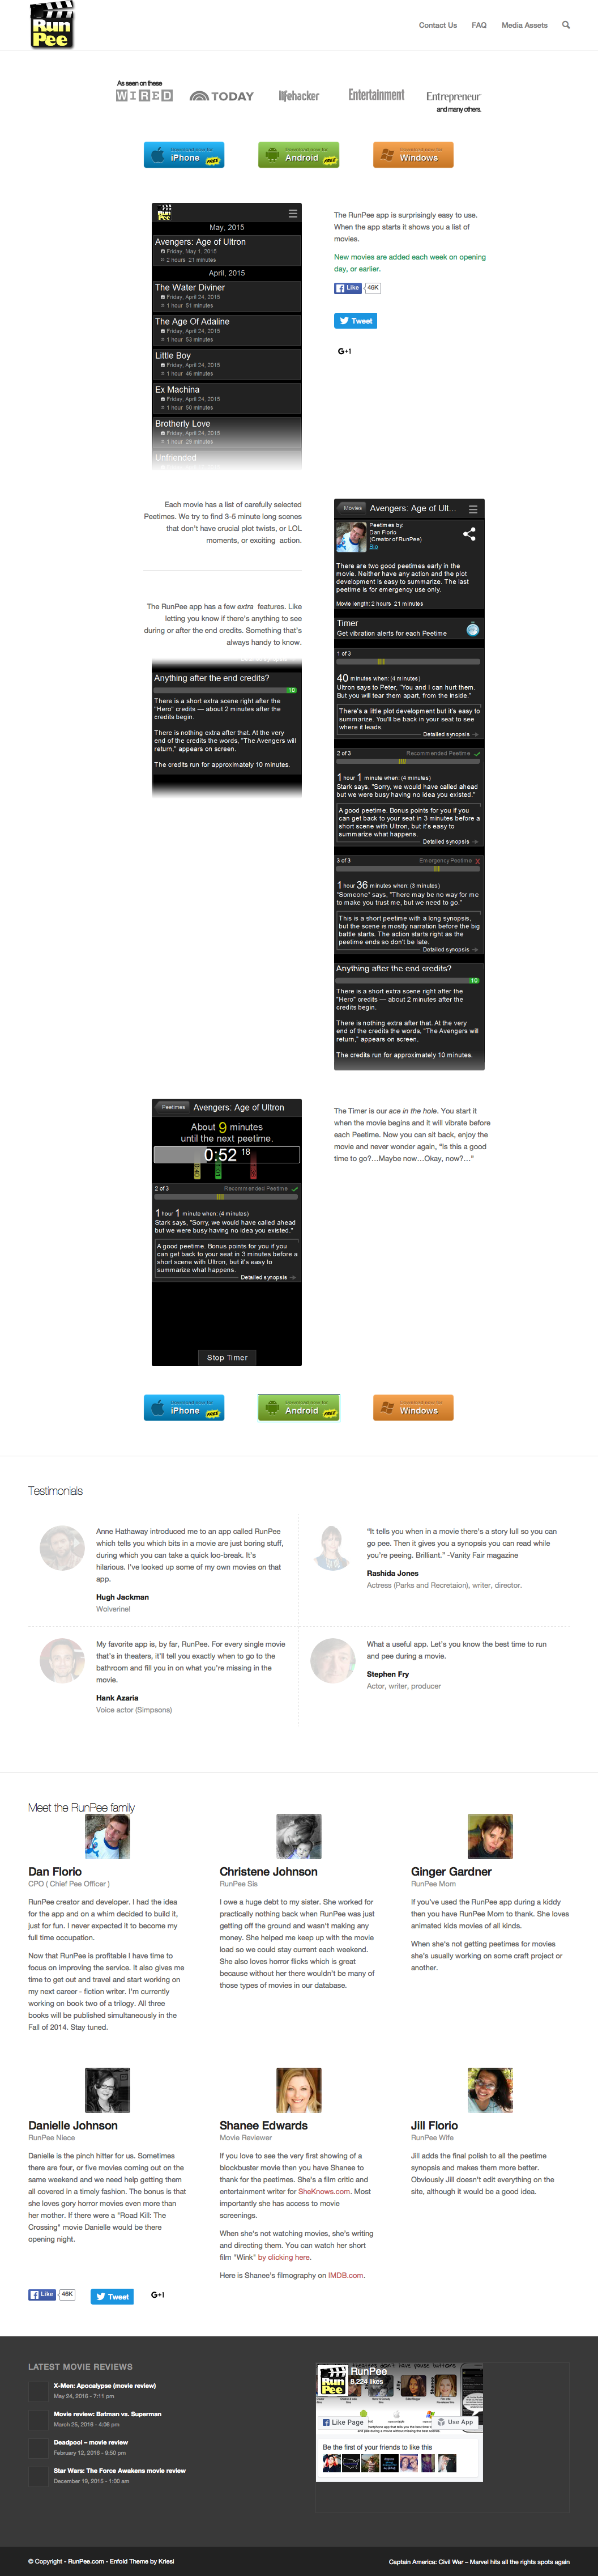 Run
Pee
Contact Us
FAQ
Media Assets
As seen on these
WIRED
TODAY
lifehacker
Entertainment
Entrepreneur
and many others.
iPhone
FREE
Android
FREE
Windows
Run
Pee
May, 2015
Avengers: Age of Ultron
Friday, May 1, 2015
2 hours 21 minutes
April, 2015
The Water Diviner
Friday, April 24, 2015
1 hour 51 minutes
The Age Of Adaline
Friday, April 24, 2015
1 hour 53 minutes
Little Boy
Friday, April 24, 2015
1 hour 46 minutes
Ex Machina
Friday, April 24, 2015
1 hour 50 minutes
Brotherly Love
Friday, April 24, 2015
1 hour 29 minutes
Unfriended
The RunPee app is surprisingly easy to use.
When the app starts it shows you a list of
movies.
New movies are added each week on opening
day, or earlier.
Like
46K
Tweet
G+1
Each movie has a list of carefully selected
Peetimes. We try to find 3-5 minute long scenes
that don't have crucial plot twists, or LOL
moments, or exciting action.
The RunPee app has a few extra features. Like
letting you know if there's anything to see
during or after the end credits. Something that's
always handy to know.
Anything after the end credits?
10
There is a short extra scene right after the
"Hero" credits — about 2 minutes after the
credits begin.
There is nothing extra after that. At the very
end of the credits the words, "The Avengers will
return," appears on screen.
The credits run for approximately 10 minutes.
Movies
Avengers: Age of Ult...
Peetimes by:
Dan Florio
(Creator of RunPee)
Bio
There are two good peetimes early in the
movie. Neither have any action and the plot
development is easy to summarize. The last
peetime is for emergency use only.
Movie length: 2 hours 21 minutes
Timer
Get vibration alerts for each Peetime
1 of 3
40 minutes when: (4 minutes)
Ultron says to Peter, "You and I can hurt them.
But you will tear them apart, from the inside."
There's a little plot development but it's easy to
summarize. You'll be back in your seat to see
where it leads.
Detailed synopsis
2 of 3
Recommended Peetime
1 hour 1 minute when: (4 minutes)
Stark says, "Sorry, we would have called ahead
but we were busy having no idea you existed."
A good peetime. Bonus points for you if you
can get back to your seat in 3 minutes before a
short scene with Ultron, but it's easy to
summarize what happens.
Detailed synopsis
3 of 3
Emergency Peetime X
1 hour 36 minutes when: (3 minutes)
"Someone" says, "There may be no way for me
to make you trust me, but we need to go."
This is a short peetime with a long synopsis,
but the scene is mostly narration before the big
battle starts. The action starts right as the
peetime ends so don't be late.
Detailed synopsis
Anything after the end credits?
10
There is a short extra scene right after the
"Hero" credits — about 2 minutes after the
credits begin.
There is nothing extra after that. At the very
end of the credits the words, "The Avengers will
return," appears on screen.
The credits run for approximately 10 minutes.
Peetimes
Avengers: Age of Ultron
About 9 minutes
until the next peetime.
0:52 18
2 of 3
Recommended Peetime
1 hour 1 minute when: (4 minutes)
Stark says, "Sorry, we would have called ahead
but we were busy having no idea you existed."
A good peetime. Bonus points for you if you
can get back to your seat in 3 minutes before a
short scene with Ultron, but it's easy to
summarize what happens.
Detailed synopsis
Stop Timer
The Timer is our ace in the hole. You start it
when the movie begins and it will vibrate before
each Peetime. Now you can sit back, enjoy the
movie and never wonder again, "Is this a good
time to go?…Maybe now…Okay, now?…"
iPhone
FREE
Android
FREE
Windows
Testimonials
Anne Hathaway introduced me to an app called RunPee
which tells you which bits in a movie are just boring stuff,
during which you can take a quick loo-break. It's
hilarious. I've looked up some of my own movies on that
app.
Hugh Jackman
Wolverine!
"It tells you when in a movie there's a story lull so you can
go pee. Then it gives you a synopsis you can read while
you're peeing. Brilliant." -Vanity Fair magazine
Rashida Jones
Actress (Parks and Recretaion), writer, director.
My favorite app is, by far, RunPee. For every single movie
that's in theaters, it'll tell you exactly when to go to the
bathroom and fill you in on what you're missing in the
movie.
Hank Azaria
Voice actor (Simpsons)
What a useful app. Let's you know the best time to run
and pee during a movie.
Stephen Fry
Actor, writer, producer
Meet the RunPee family
Dan Florio
CPO ( Chief Pee Officer )
RunPee creator and developer. I had the idea
for the app and on a whim decided to build it,
just for fun. I never expected it to become my
full time occupation.
Now that RunPee is profitable I have time to
focus on improving the service. It also gives me
time to get out and travel and start working on
my next career - fiction writer. I'm currently
working on book two of a trilogy. All three
books will be published simultaneously in the
Fall of 2014. Stay tuned.
Christene Johnson
RunPee Sis
I owe a huge debt to my sister. She worked for
practically nothing back when RunPee was just
getting off the ground and wasn't making any
money. She helped me keep up with the movie
load so we could stay current each weekend.
She also loves horror flicks which is great
because without her there wouldn't be many of
those types of movies in our database.
Ginger Gardner
RunPee Mom
If you've used the RunPee app during a kiddy
then you have RunPee Mom to thank. She loves
animated kids movies of all kinds.
When she's not getting peetimes for movies
she's usually working on some craft project or
another.
Danielle Johnson
RunPee Niece
Danielle is the pinch hitter for us. Sometimes
there are four, or five movies coming out on the
same weekend and we need help getting them
all covered in a timely fashion. The bonus is that
she loves gory horror movies even more than
her mother. If there were a "Road Kill: The
Crossing" movie Danielle would be there
opening night.
Shanee Edwards
Movie Reviewer
If you love to see the very first showing of a
blockbuster movie then you have Shanee to
thank for the peetimes. She's a film critic and
entertainment writer for SheKnows.com. Most
importantly she has access to movie
screenings.
When she's not watching movies, she's writing
and directing them. You can watch her short
film "Wink" by clicking here.
Here is Shanee's filmography on IMDB.com.
Jill Florio
RunPee Wife
Jill adds the final polish to all the peetime
synopsis and makes them more better.
Obviously Jill doesn't edit everything on the
site, although it would be a good idea.
Like
46K
Tweet
G+1
LATEST MOVIE REVIEWS
X-Men: Apocalypse (movie review)
May 24, 2016 - 7:11 pm
Movie review: Batman vs. Superman
March 25, 2016 - 4:06 pm
Deadpool – movie review
February 12, 2016 - 9:50 pm
Star Wars: The Force Awakens movie review
December 19, 2015 - 1:00 am
Run
Pee
RunPee
8,224 likes
Like Page
Use App
Be the first of your friends to like this
© Copyright - RunPee.com - Enfold Theme by Kriesi
Captain America: Civil War – Marvel hits all the rights spots again